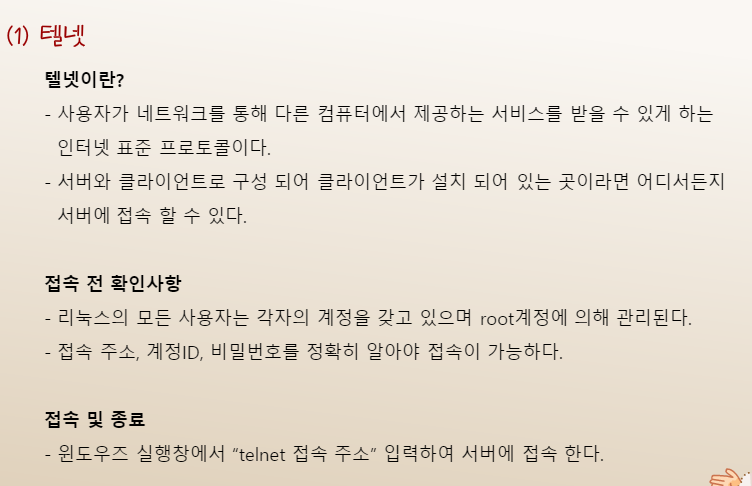 (1) 텔넷
텔넷이란?
- 사용자가 네트워크를 통해 다른 컴퓨터에서 제공하는 서비스를 받을 수 있게 하는
인터넷 표준 프로토콜이다.
- 서버와 클라이언트로 구성 되어 클라이언트가 설치 되어 있는 곳이라면 어디서든지
서버에 접속 할 수 있다.
접속 전 확인사항
- 리눅스의 모든 사용자는 각자의 계정을 갖고 있으며 root계정에 의해 관리된다.
- 접속 주소, 계정ID, 비밀번호를 정확히 알아야 접속이 가능하다.
접속 및 종료
- 윈도우즈 실행창에서 “telnet 접속 주소” 입력하여 서버에 접속 한다.